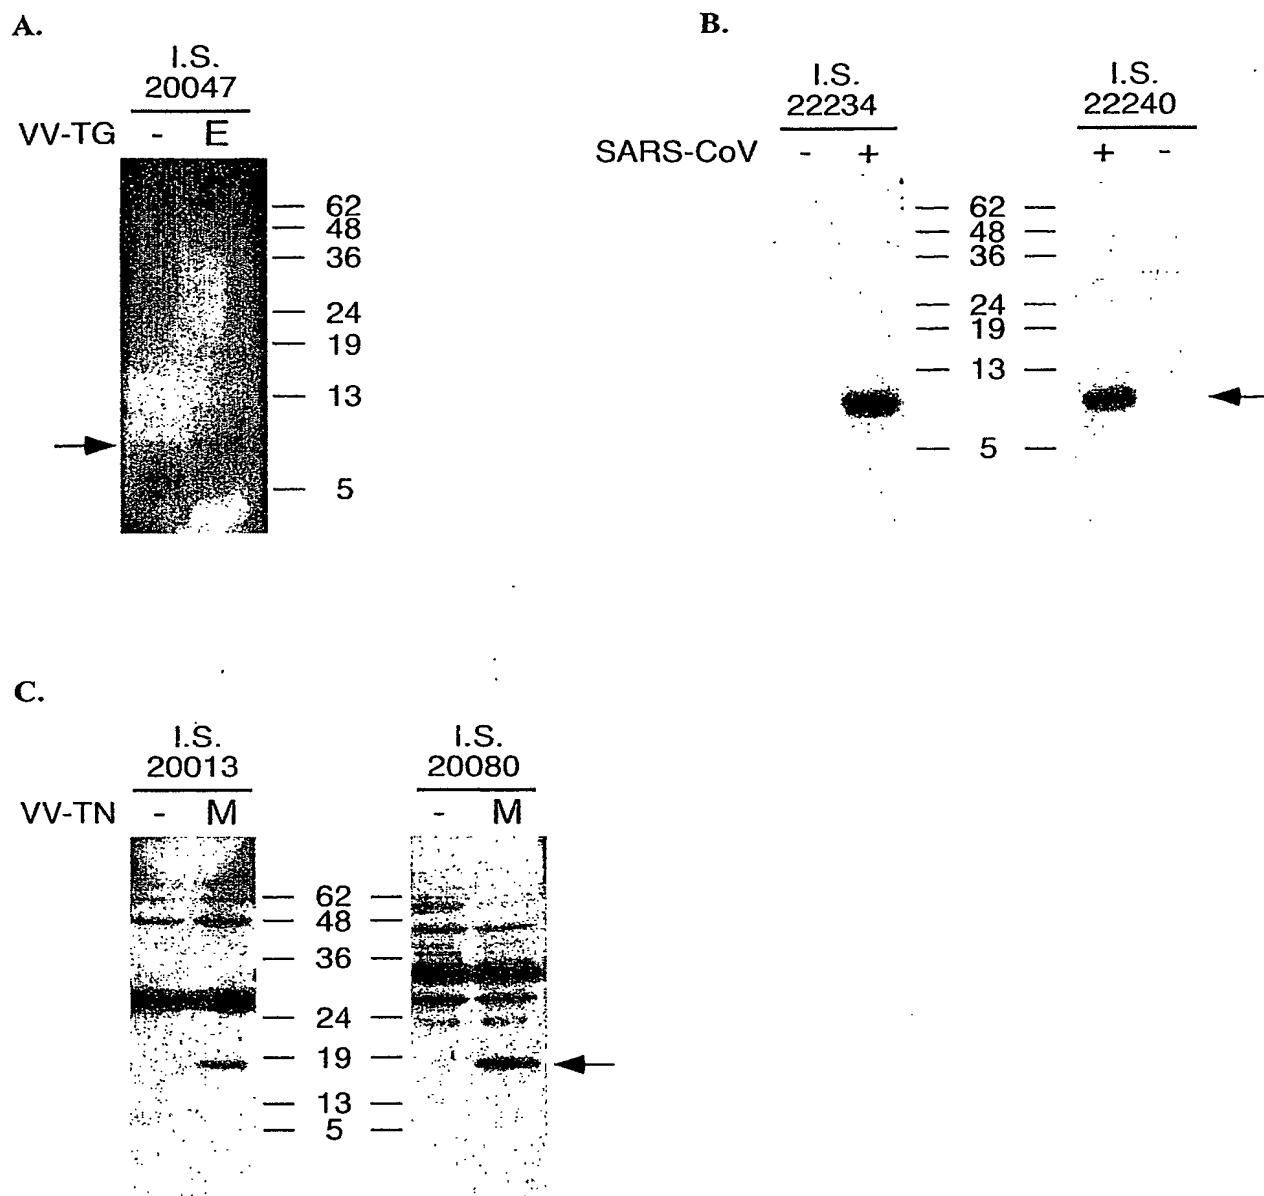 A.
I.S.
20047
VV-TG - E
62
48
36
24
19
13
5
B.
I.S.
22234
I.S.
22240
SARS-CoV - + + -
62
48
36
24
19
13
5
C.
I.S.
20013
I.S.
20080
VV-TN - M - M
62
48
36
24
19
13
5